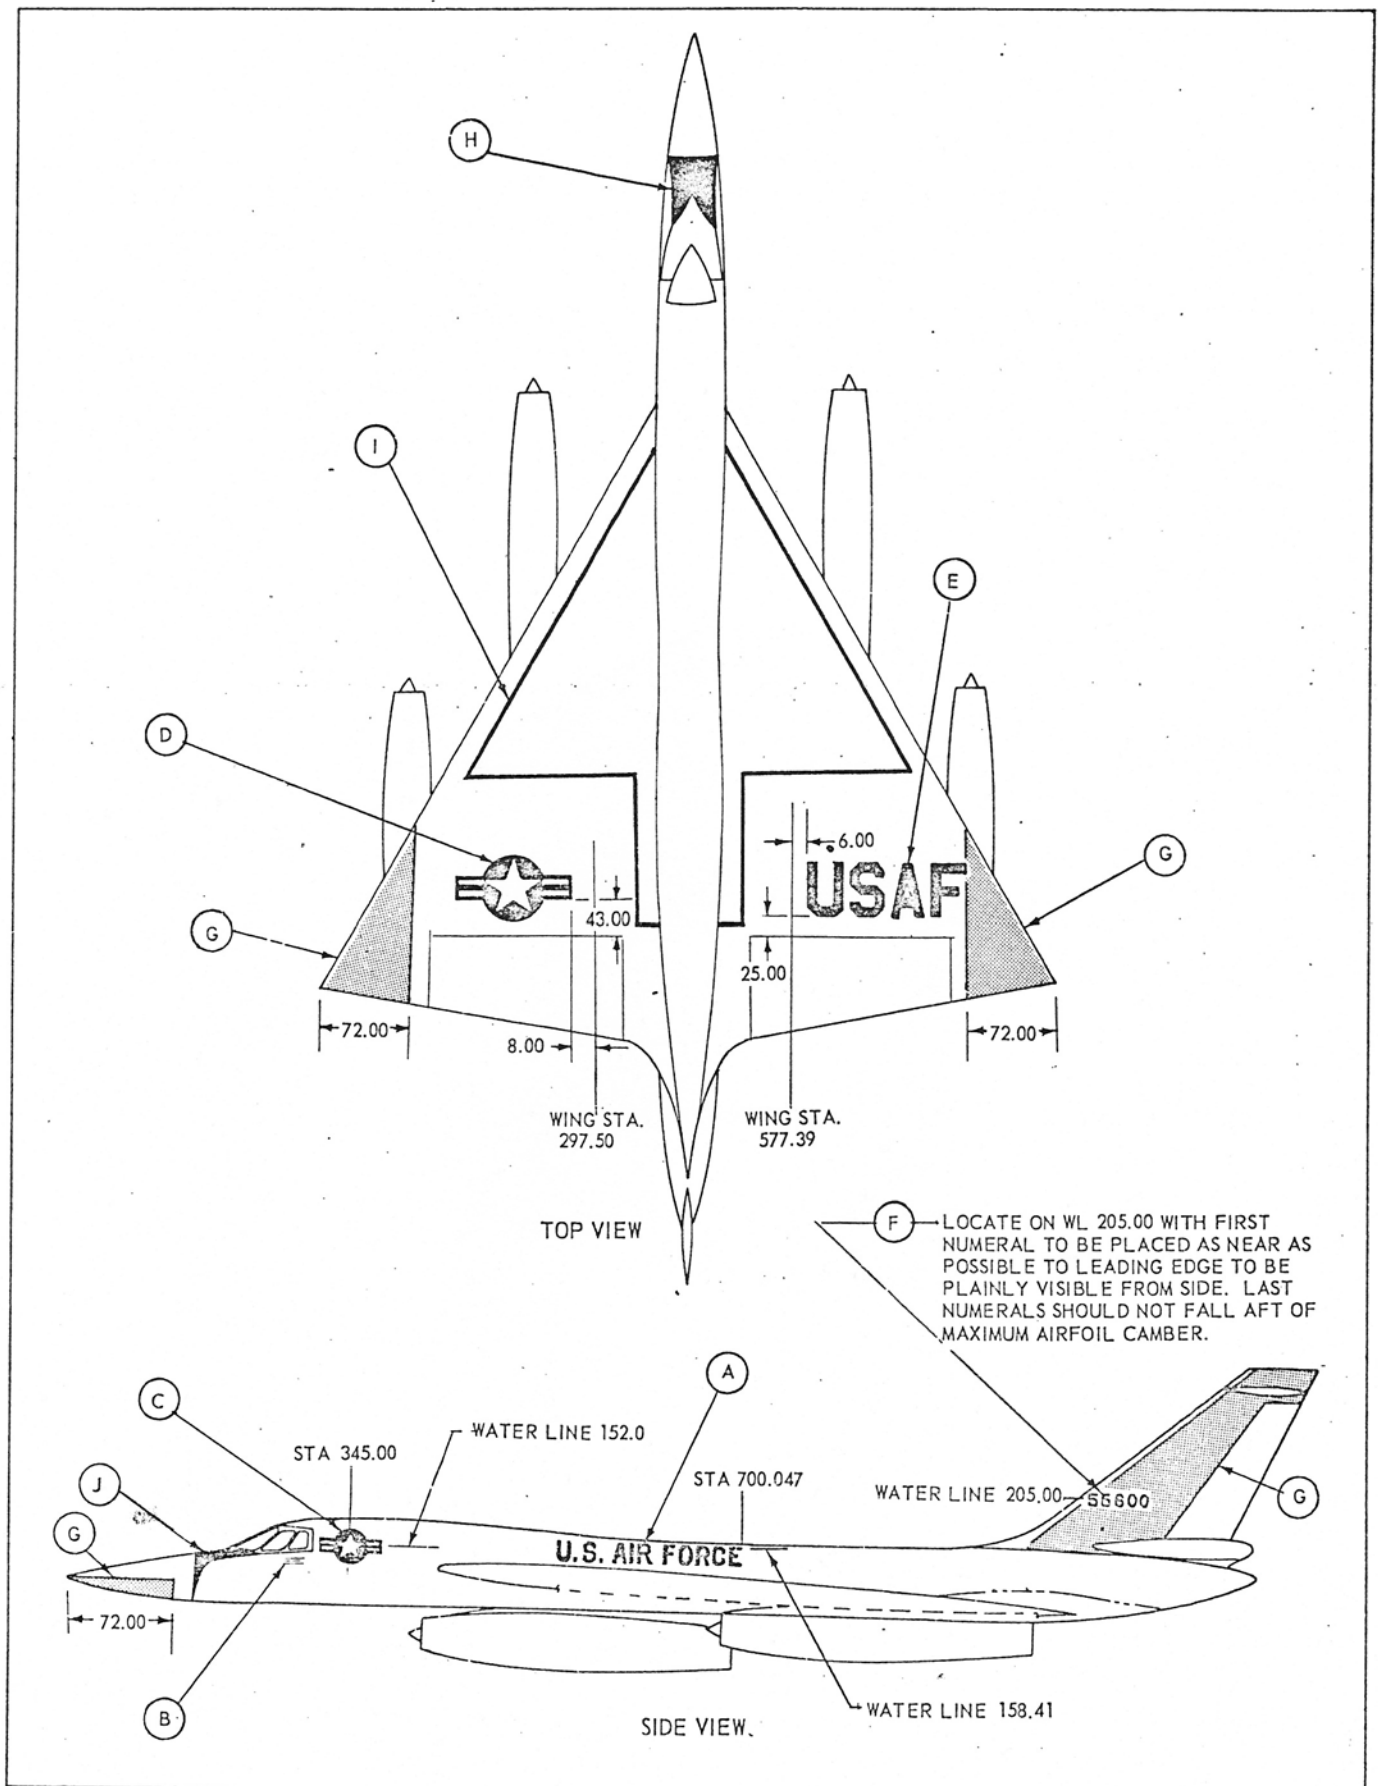 H
I
E
D
6.00
G
USAF
43.00
G
25.00
72.00
72.00
8.00
WING STA.
297.50
WING STA.
577.39
TOP VIEW
F
LOCATE ON WL 205.00 WITH FIRST
NUMERAL TO BE PLACED AS NEAR AS
POSSIBLE TO LEADING EDGE TO BE
PLAINLY VISIBLE FROM SIDE. LAST
NUMERALS SHOULD NOT FALL AFT OF
MAXIMUM AIRFOIL CAMBER.
A
C
WATER LINE 152.0
STA 345.00
STA 700.047
J
WATER LINE 205.00
G
G
U.S. AIR FORCE
72.00
B
WATER LINE 158.41
SIDE VIEW.